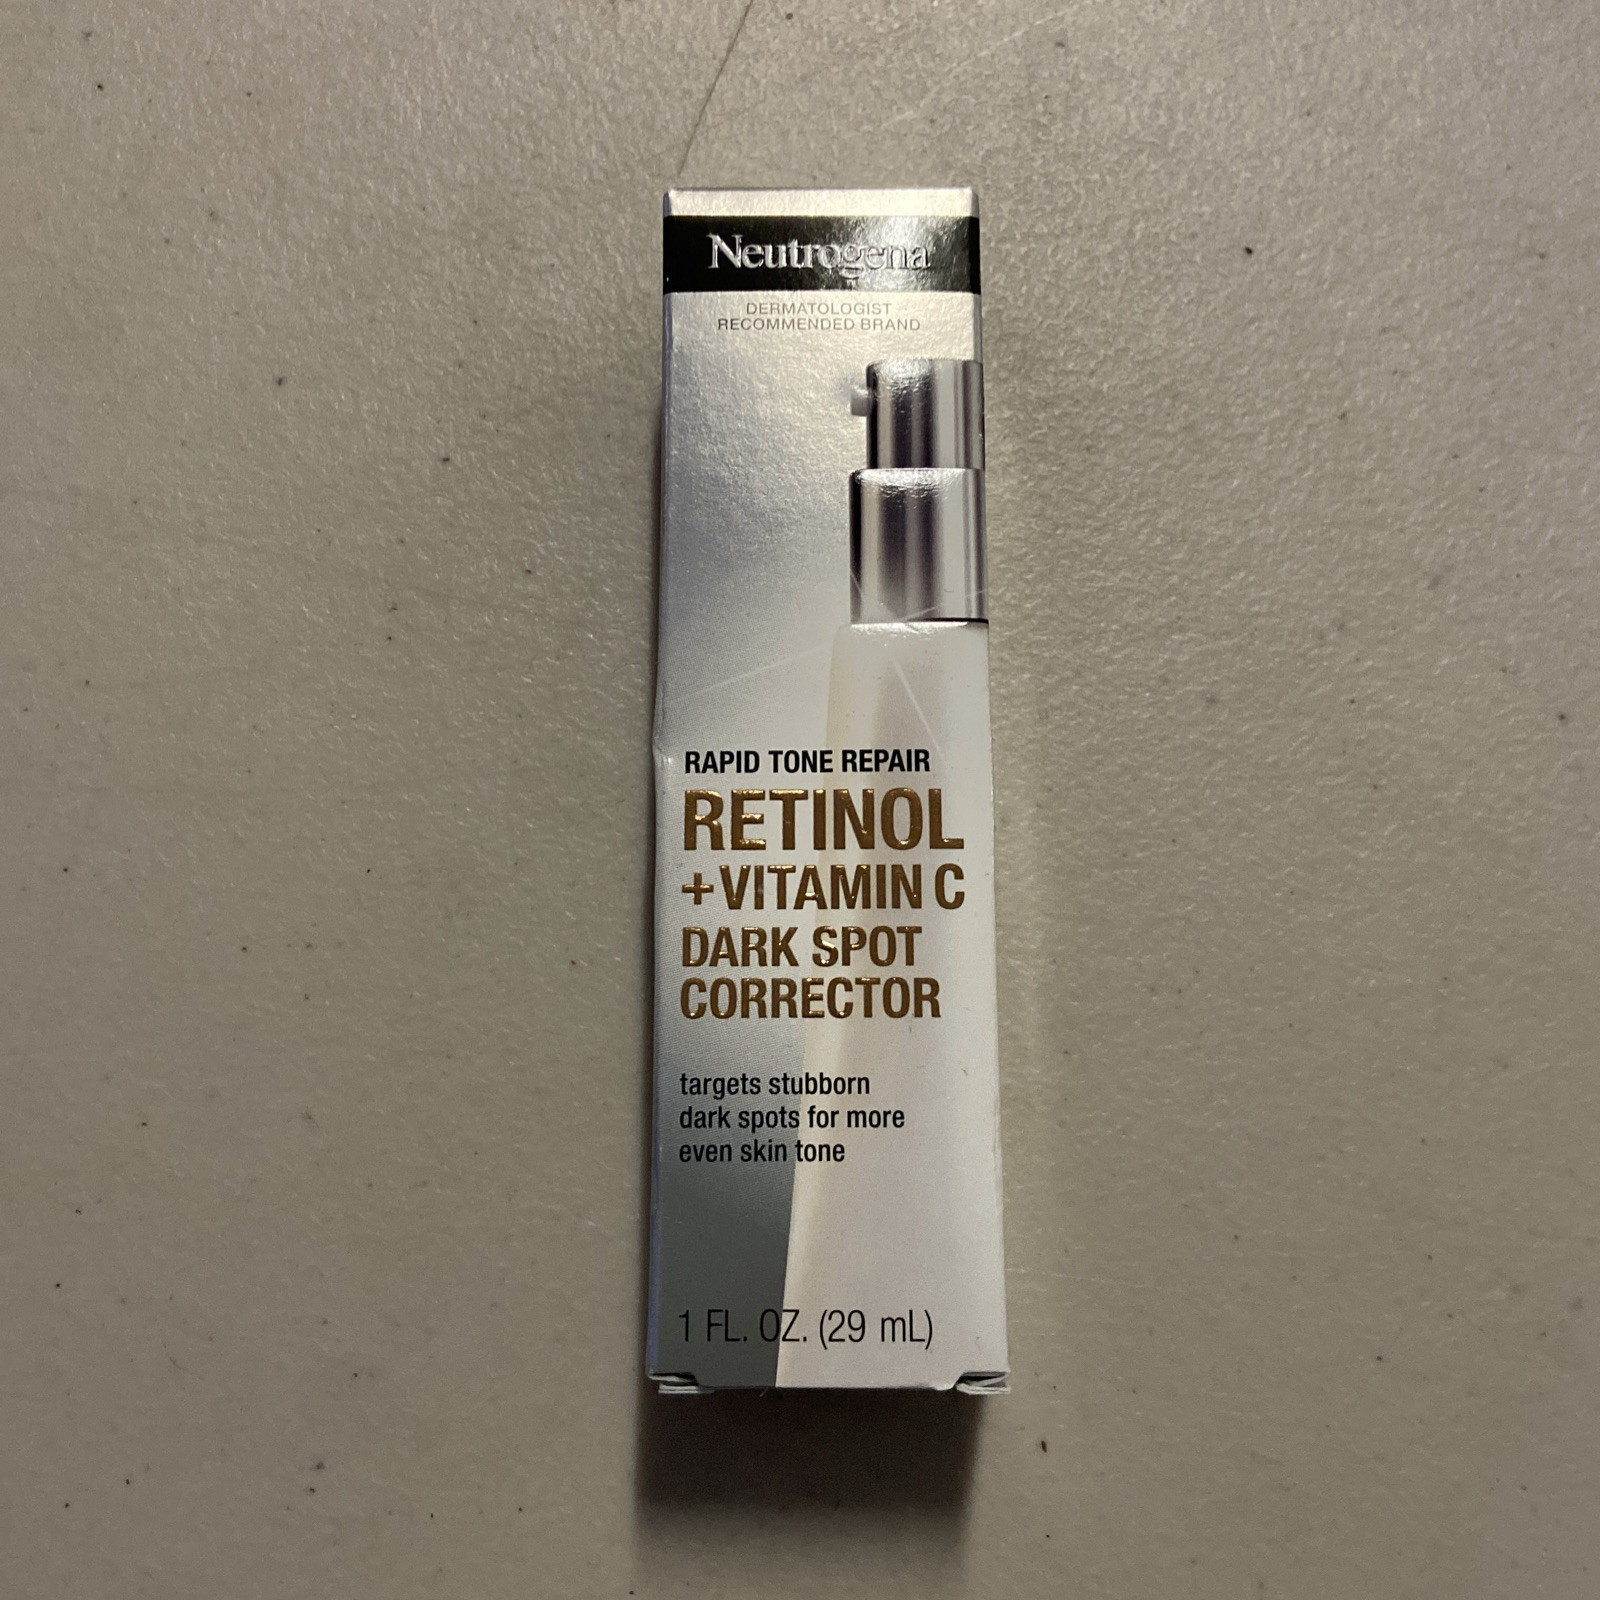 Neutrogena
DERMATOLOGIST
RECOMMENDED BRAND
RAPID TONE REPAIR
RETINOL
+VITAMIN C
DARK SPOT
CORRECTOR
targets stubborn
dark spots for more
even skin tone
1 FL. OZ. (29 mL)